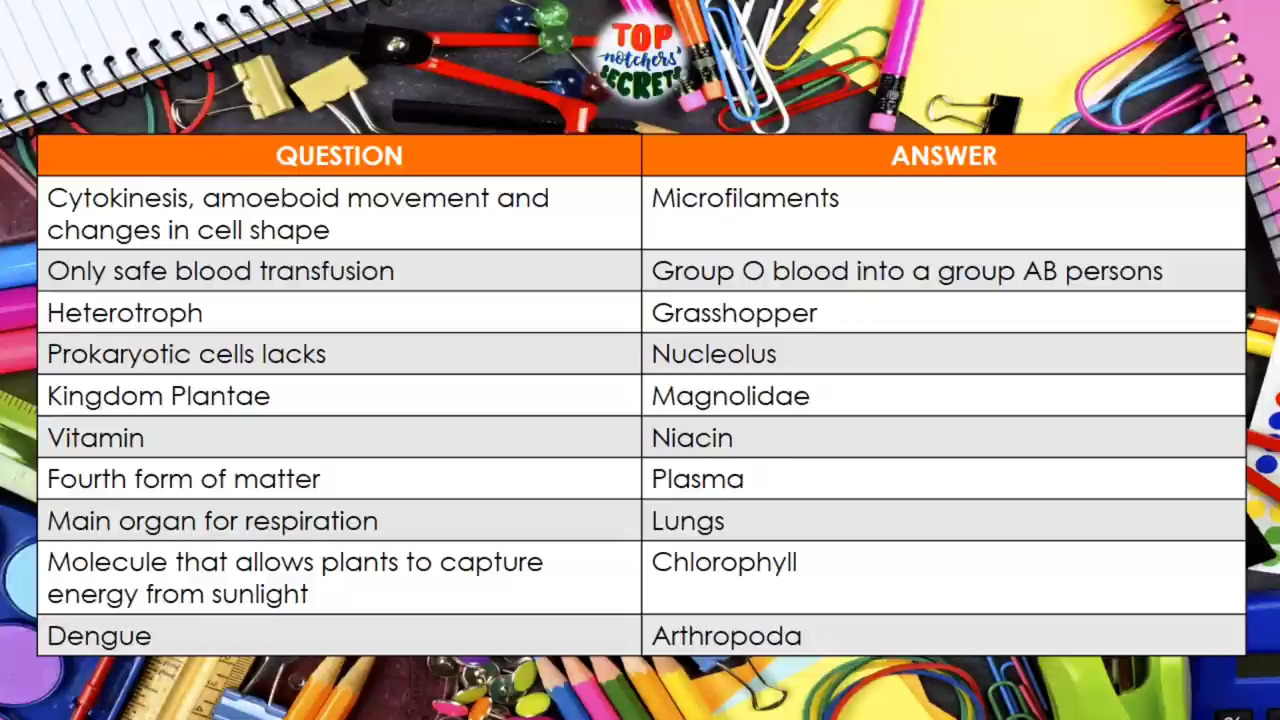 TOP
notchers'
SECRETS
QUESTION
ANSWER
Cytokinesis, amoeboid movement and
changes in cell shape
Microfilaments
Only safe blood transfusion
Group O blood into a group AB persons
Heterotroph
Grasshopper
Prokaryotic cells lacks
Nucleolus
Kingdom Plantae
Magnolidae
Vitamin
Niacin
Fourth form of matter
Plasma
Main organ for respiration
Lungs
Molecule that allows plants to capture
energy from sunlight
Chlorophyll
Dengue
Arthropoda